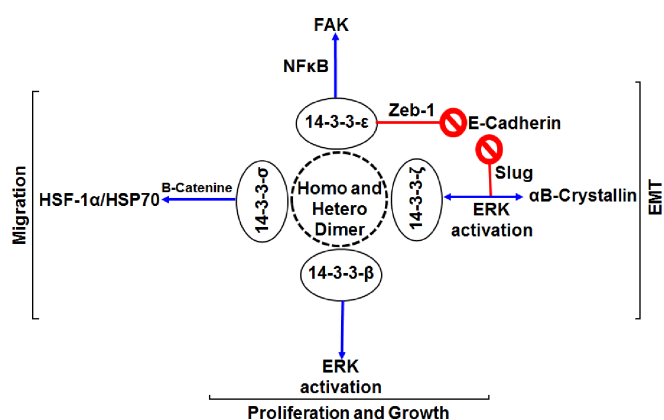 FAK
NFκB
Zeb-1
14-3-3-ε
E-Cadherin
Slug
Migration
HSF-1α/HSP70
B-Catenine
14-3-3-σ
Homo and
Hetero
Dimer
14-3-3-ζ
ERK
activation
αB-Crystallin
EMT
14-3-3-β
ERK
activation
Proliferation and Growth